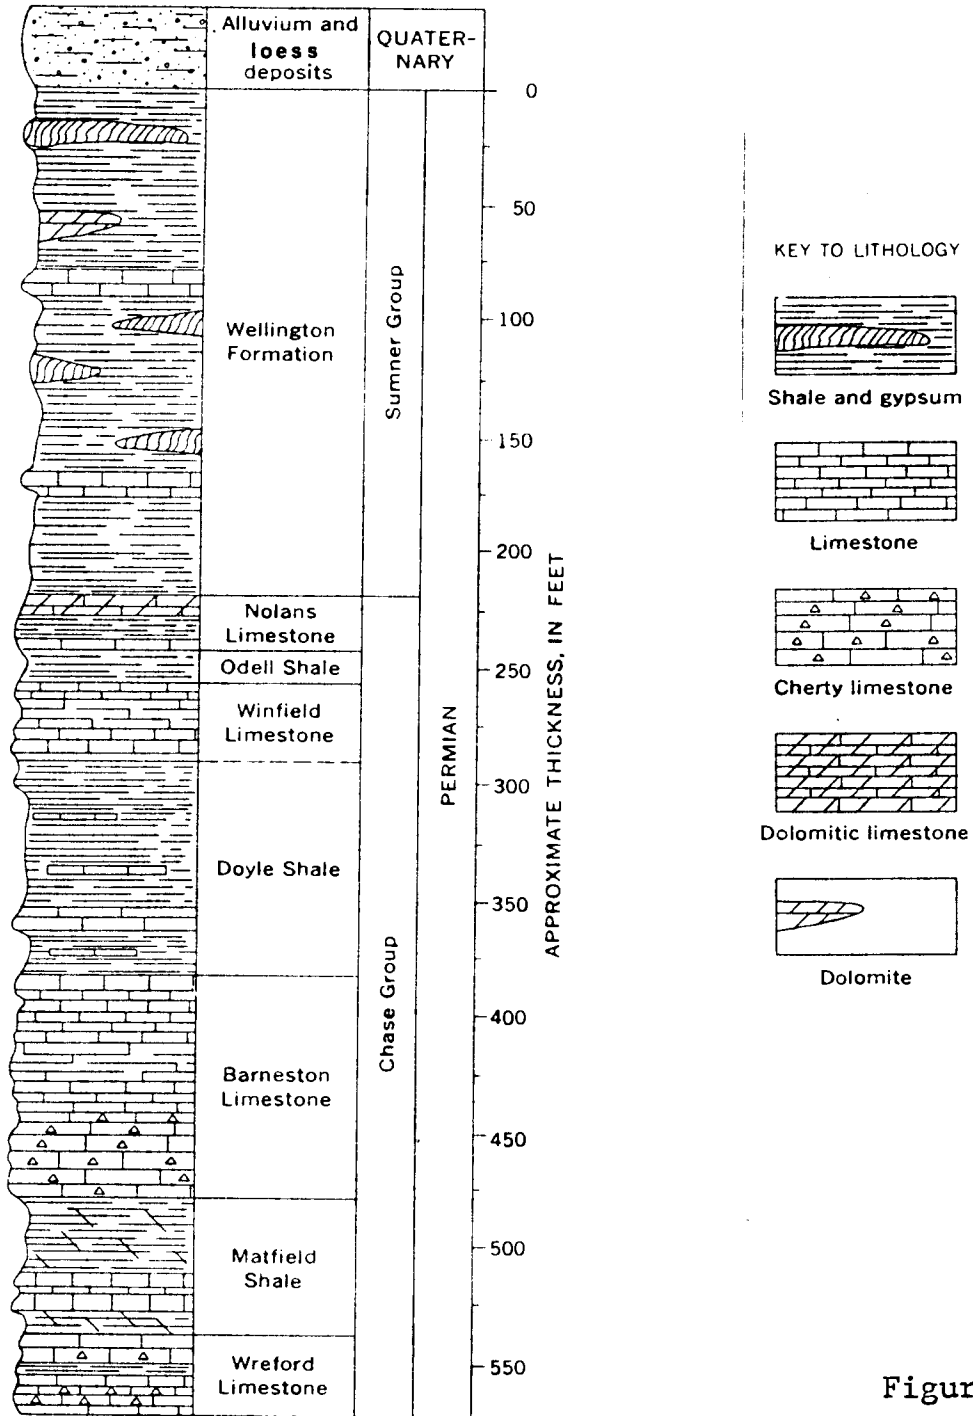 Alluvium and
loess
deposits
QUATER-
NARY
Wellington
Formation
Nolans
Limestone
Odell Shale
Winfield
Limestone
Doyle Shale
Barneston
Limestone
Matfield
Shale
Wreford
Limestone
Sumner Group
Chase Group
PERMIAN
0
50
100
150
200
250
300
350
400
450
500
550
APPROXIMATE THICKNESS, IN FEET
KEY TO LITHOLOGY
Shale and gypsum
Limestone
Cherty limestone
Dolomitic limestone
Dolomite
Figur